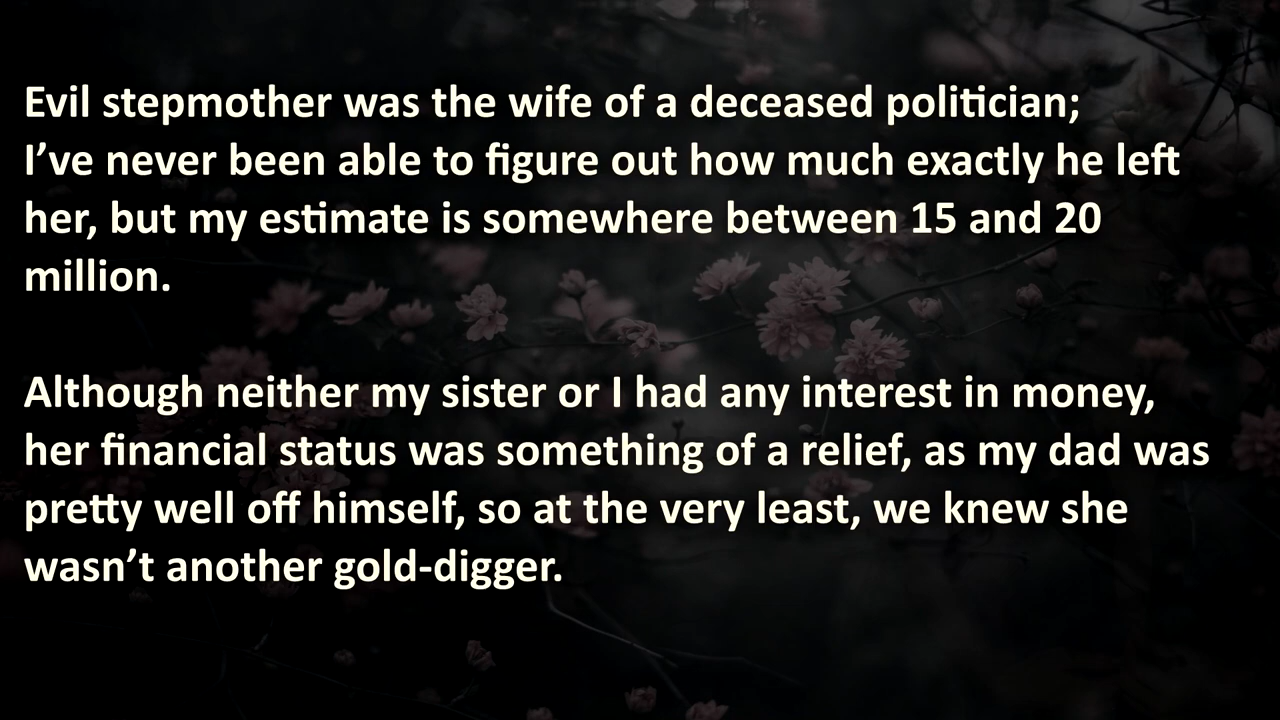 Evil stepmother was the wife of a deceased politician;
I’ve never been able to figure out how much exactly he left
her, but my estimate is somewhere between 15 and 20
million.
Although neither my sister or I had any interest in money,
her financial status was something of a relief, as my dad was
pretty well off himself, so at the very least, we knew she
wasn’t another gold-digger.